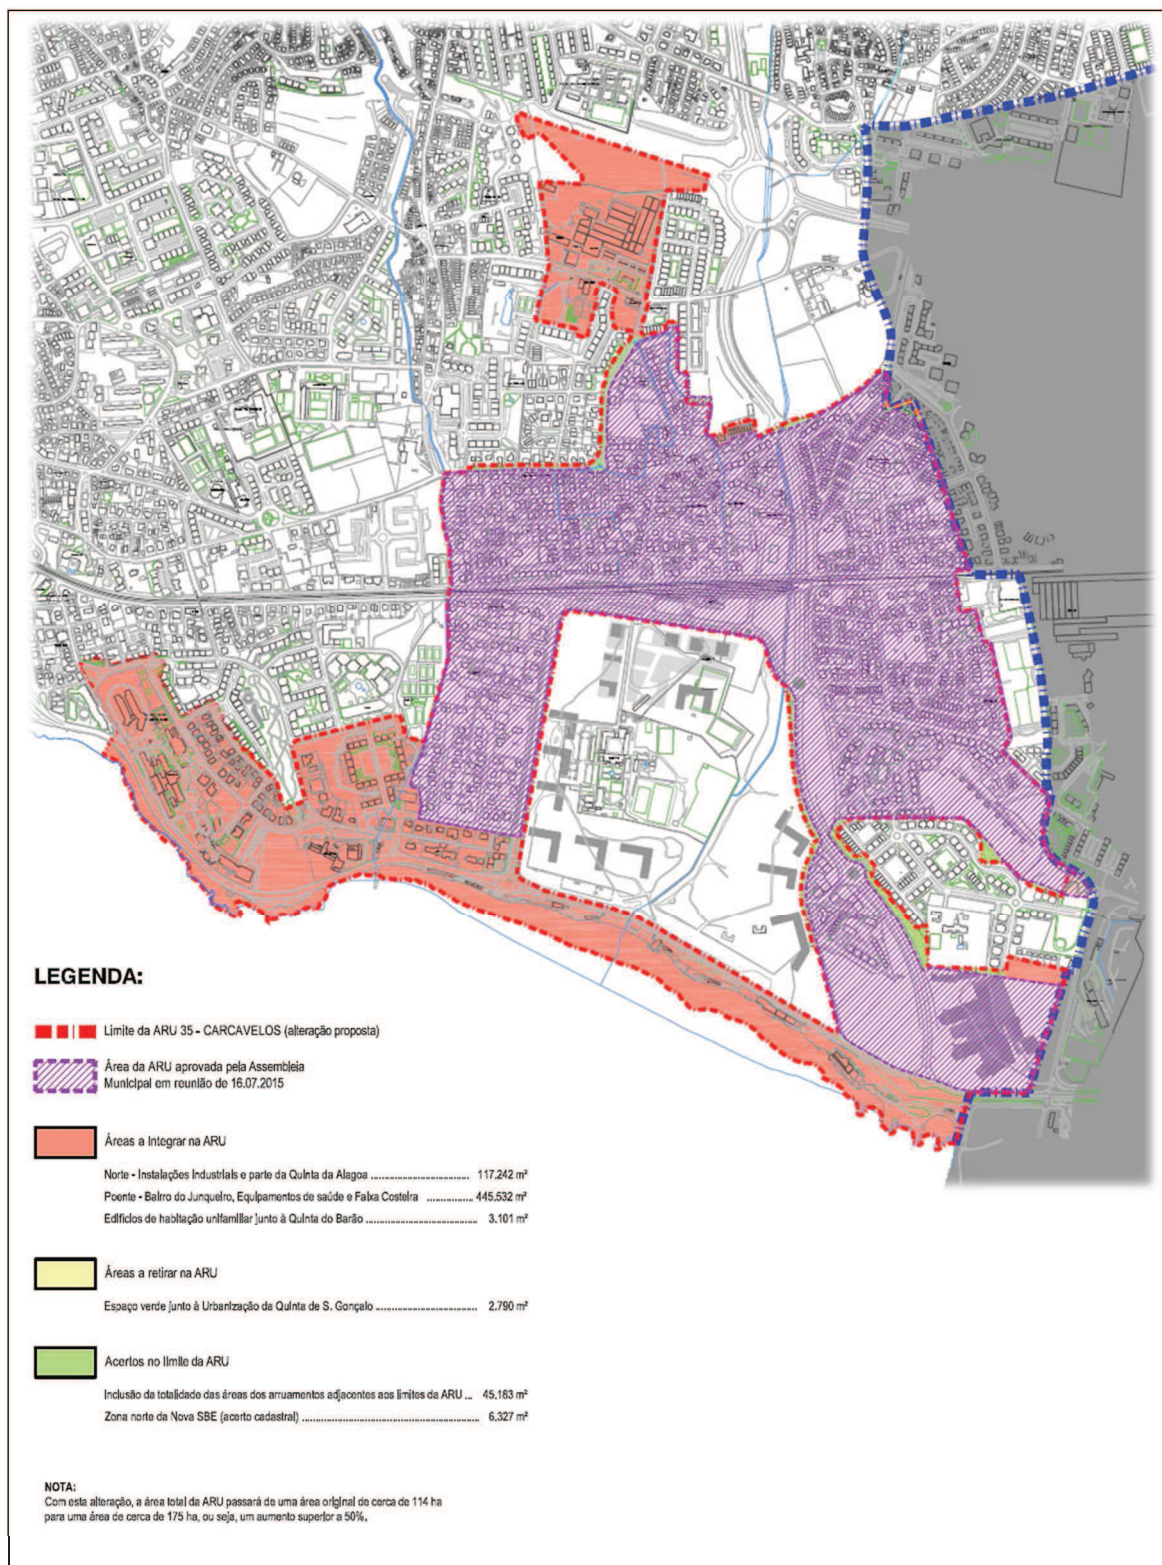 LEGENDA:
Limite da ARU 35 - CARCAVELOS (alteração proposta)
Área da ARU aprovada pela Assembleia
Municipal em reunião de 16.07.2015
Áreas a Integrar na ARU
Norte - Instalações Industriais e parte da Quinta da Alagoa ................................ 117.242 m²
Poente - Bairro do Junqueiro, Equipamentos de saúde e Faixa Costeira ............... 445.532 m²
Edifícios de habitação unifamiliar junto à Quinta do Barão .................................... 3.101 m²
Áreas a retirar na ARU
Espaço verde junto à Urbanização da Quinta de S. Gonçalo .................................. 2.790 m²
Acertos no limite da ARU
Inclusão da totalidade das áreas dos arruamentos adjacentes aos limites da ARU ... 45.163 m²
Zona norte da Nova SBE (acerto cadastral) .......................................................... 6.327 m²
NOTA:
Com esta alteração, a área total da ARU passará de uma área original de cerca de 114 ha
para uma área de cerca de 175 ha, ou seja, um aumento superior a 50%.